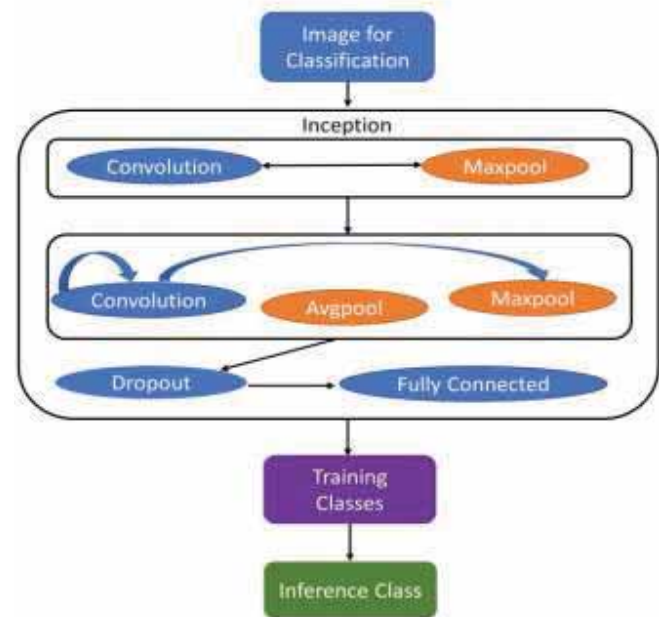 Image for
Classification
Inception
Convolution
Maxpool
Convolution
Avgpool
Maxpool
Dropout
Fully Connected
Training
Classes
Inference Class